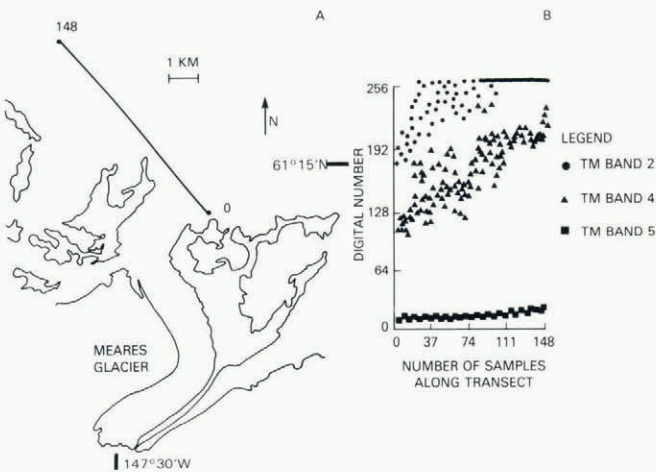 A
148
1 KM
N
61°15'N
0
MEARES
GLACIER
147°30'W
B
256
192
128
64
0
DIGITAL NUMBER
0 37 74 111 148
NUMBER OF SAMPLES
ALONG TRANSECT
LEGEND
TM BAND 2
TM BAND 4
TM BAND 5